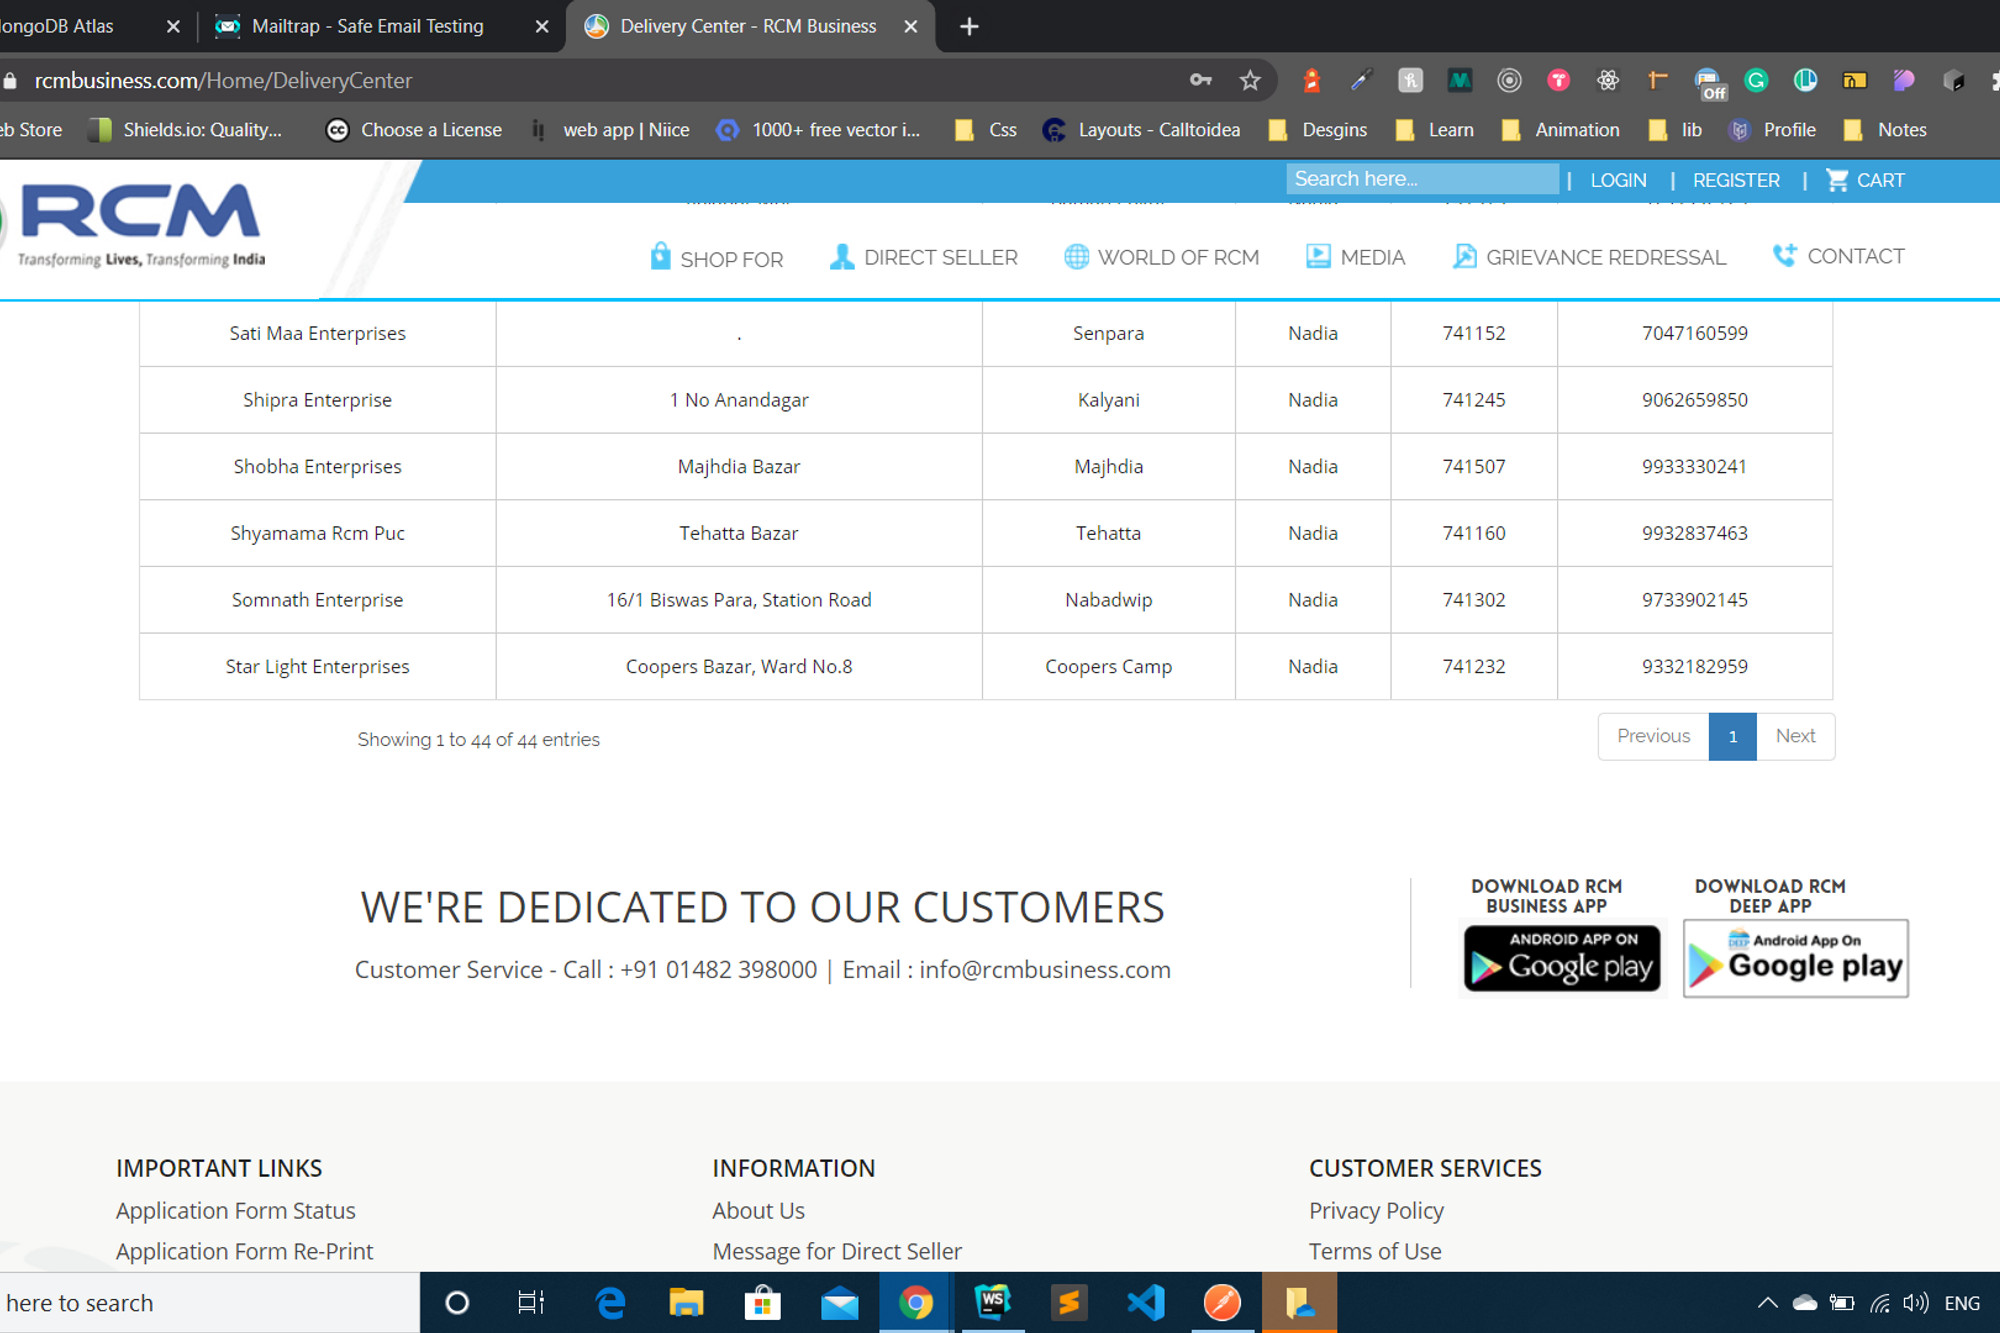 ongoDB Atlas
Mailtrap - Safe Email Testing
Delivery Center - RCM Business
rcmbusiness.com/Home/DeliveryCenter
Off
eb Store
Shields.io: Quality...
Choose a License
web app | Niice
1000+ free vector i...
Css
Layouts - Calltoidea
Desgins
Learn
Animation
lib
Profile
Notes
RCM
Transforming Lives, Transforming India
Search here...
| LOGIN | REGISTER | CART
SHOP FOR
DIRECT SELLER
WORLD OF RCM
MEDIA
GRIEVANCE REDRESSAL
CONTACT
Sati Maa Enterprises . Senpara Nadia 741152 7047160599
Shipra Enterprise 1 No Anandagar Kalyani Nadia 741245 9062659850
Shobha Enterprises Majhdia Bazar Majhdia Nadia 741507 9933330241
Shyamama Rcm Puc Tehatta Bazar Tehatta Nadia 741160 9932837463
Somnath Enterprise 16/1 Biswas Para, Station Road Nabadwip Nadia 741302 9733902145
Star Light Enterprises Coopers Bazar, Ward No.8 Coopers Camp Nadia 741232 9332182959
Showing 1 to 44 of 44 entries
Previous 1 Next
WE'RE DEDICATED TO OUR CUSTOMERS
Customer Service - Call : +91 01482 398000 | Email : info@rcmbusiness.com
DOWNLOAD RCM
BUSINESS APP
ANDROID APP ON
Google play
DOWNLOAD RCM
DEEP APP
DEEP Android App On
Google play
IMPORTANT LINKS
Application Form Status
Application Form Re-Print
INFORMATION
About Us
Message for Direct Seller
CUSTOMER SERVICES
Privacy Policy
Terms of Use
here to search
WS
ENG